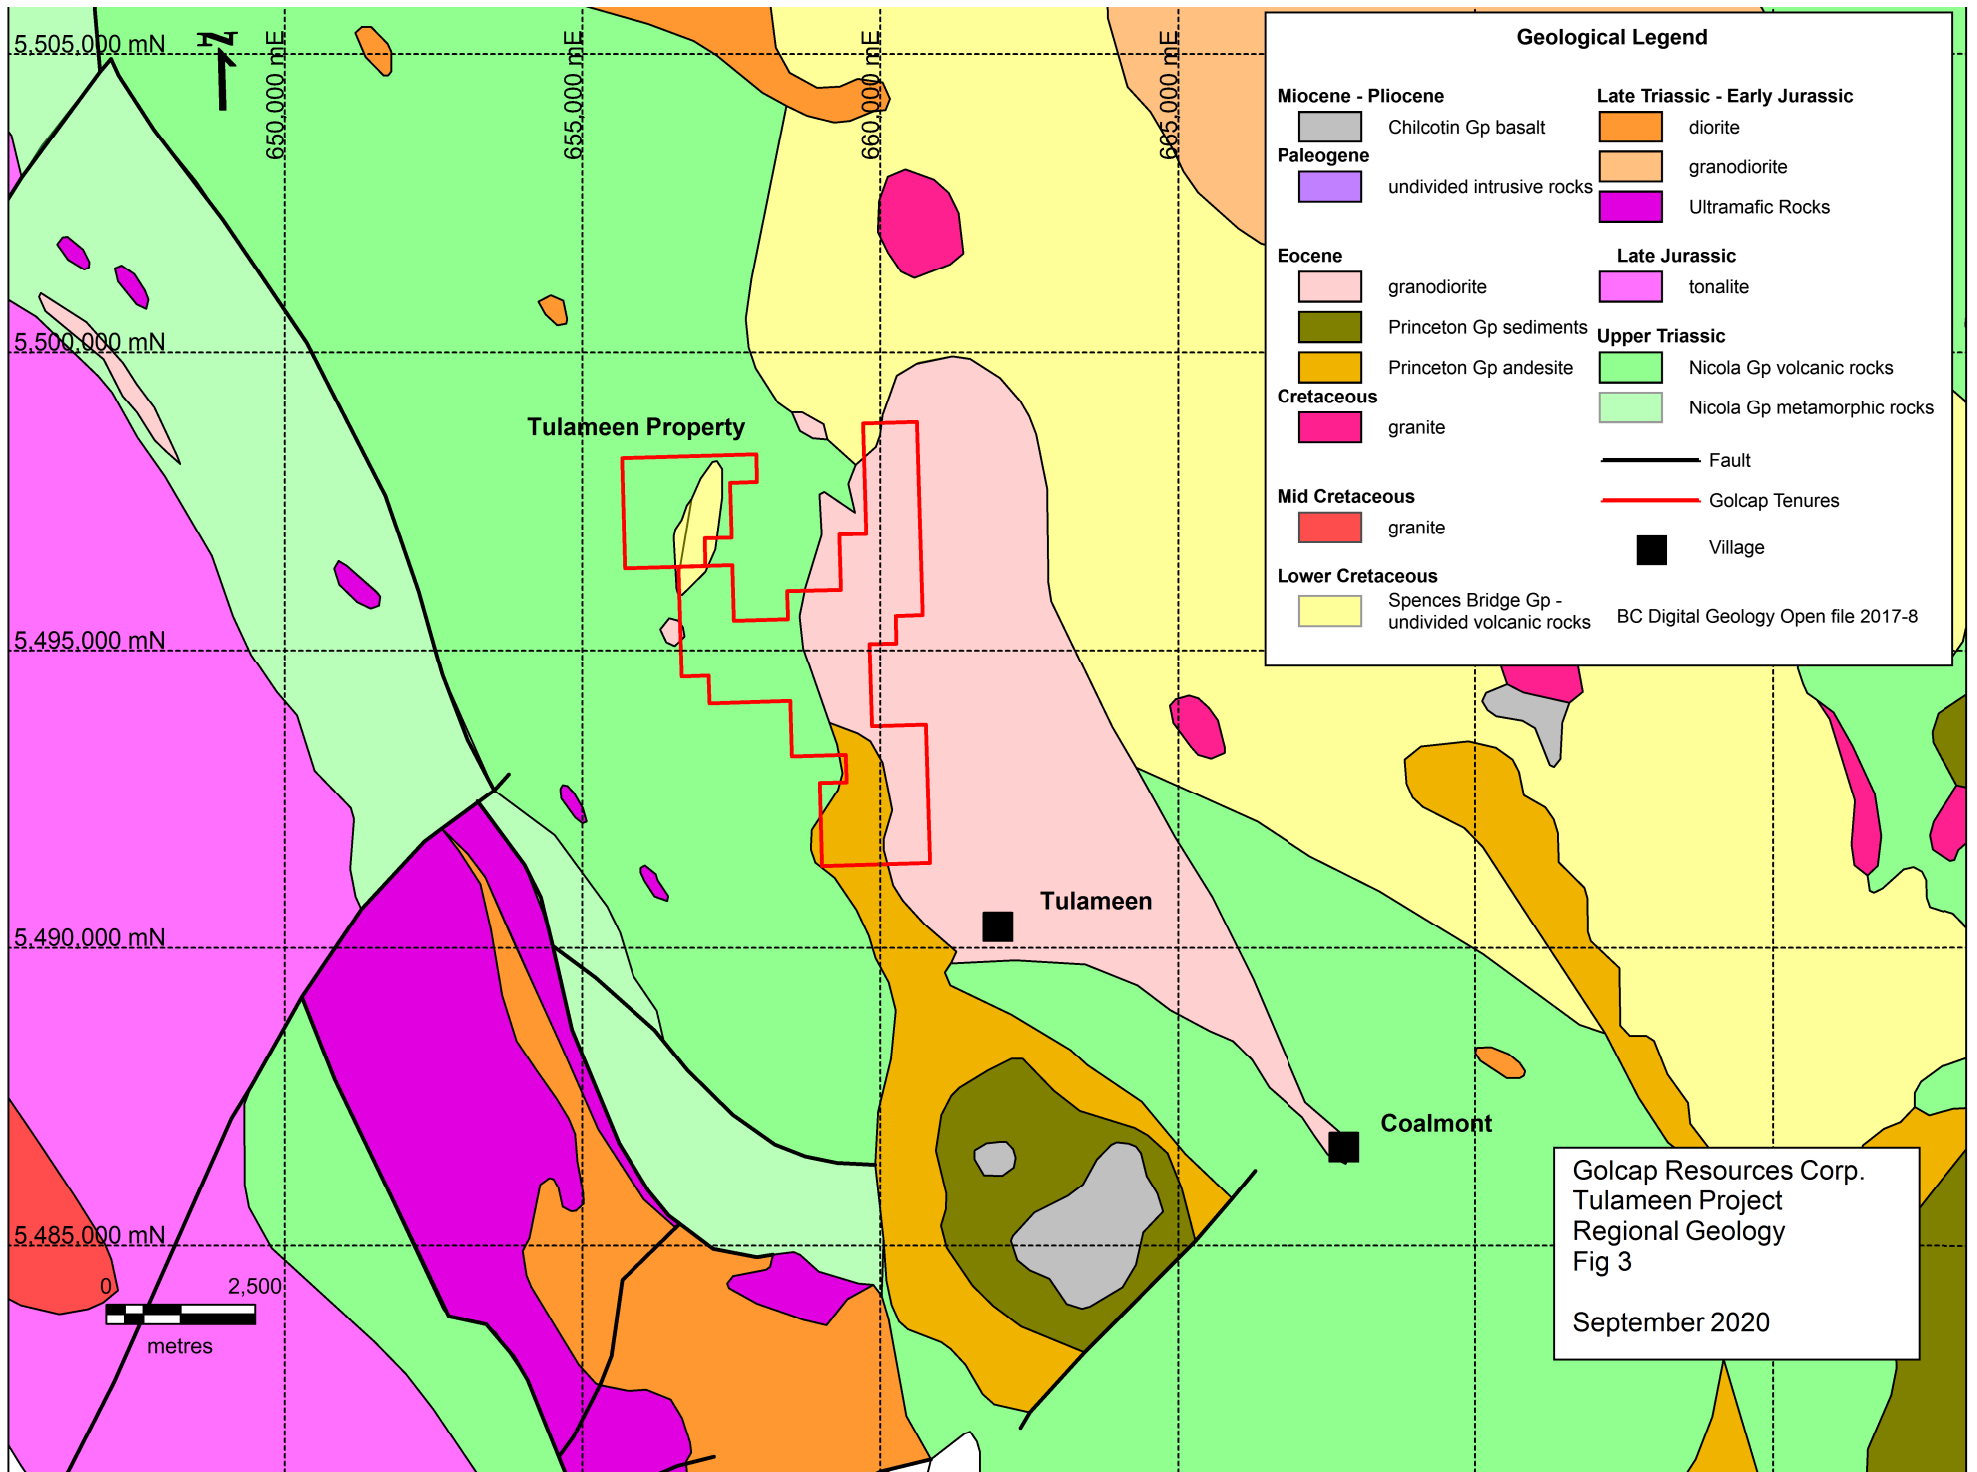 5,505,000 mN
N
650,000 mE
655,000 mE
660,000 mE
665,000 mE
5,500,000 mN
Tulameen Property
5,495,000 mN
5,490,000 mN
Tulameen
Coalmont
5,485,000 mN
0 2,500
metres
Geological Legend
Miocene - Pliocene
Chilcotin Gp basalt
Paleogene
undivided intrusive rocks
Eocene
granodiorite
Princeton Gp sediments
Princeton Gp andesite
Cretaceous
granite
Mid Cretaceous
granite
Lower Cretaceous
Spences Bridge Gp -
undivided volcanic rocks
Late Triassic - Early Jurassic
diorite
granodiorite
Ultramafic Rocks
Late Jurassic
tonalite
Upper Triassic
Nicola Gp volcanic rocks
Nicola Gp metamorphic rocks
Fault
Golcap Tenures
Village
BC Digital Geology Open file 2017-8
Golcap Resources Corp.
Tulameen Project
Regional Geology
Fig 3
September 2020